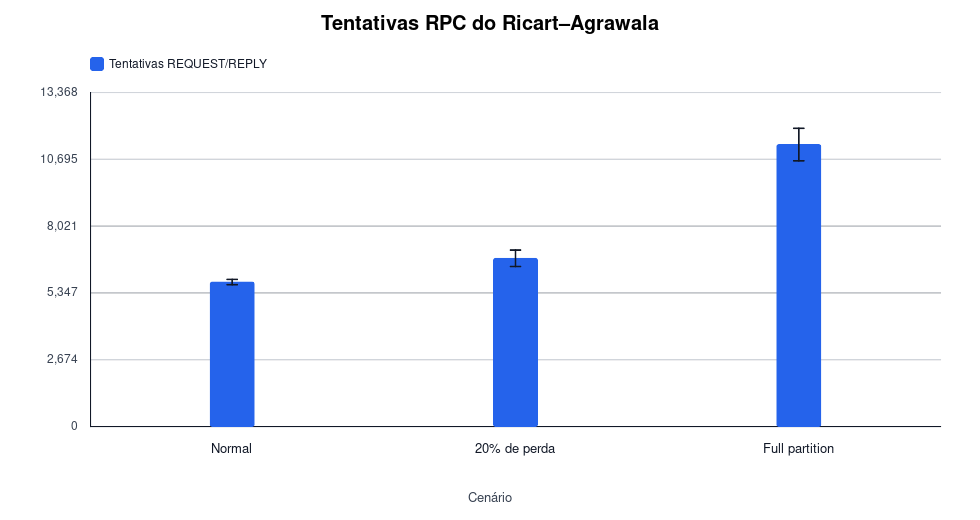 Tentativas RPC do Ricart–Agrawala
Tentativas REQUEST/REPLY
13,368
10,695
8,021
5,347
2,674
0
Normal
20% de perda
Full partition
Cenário